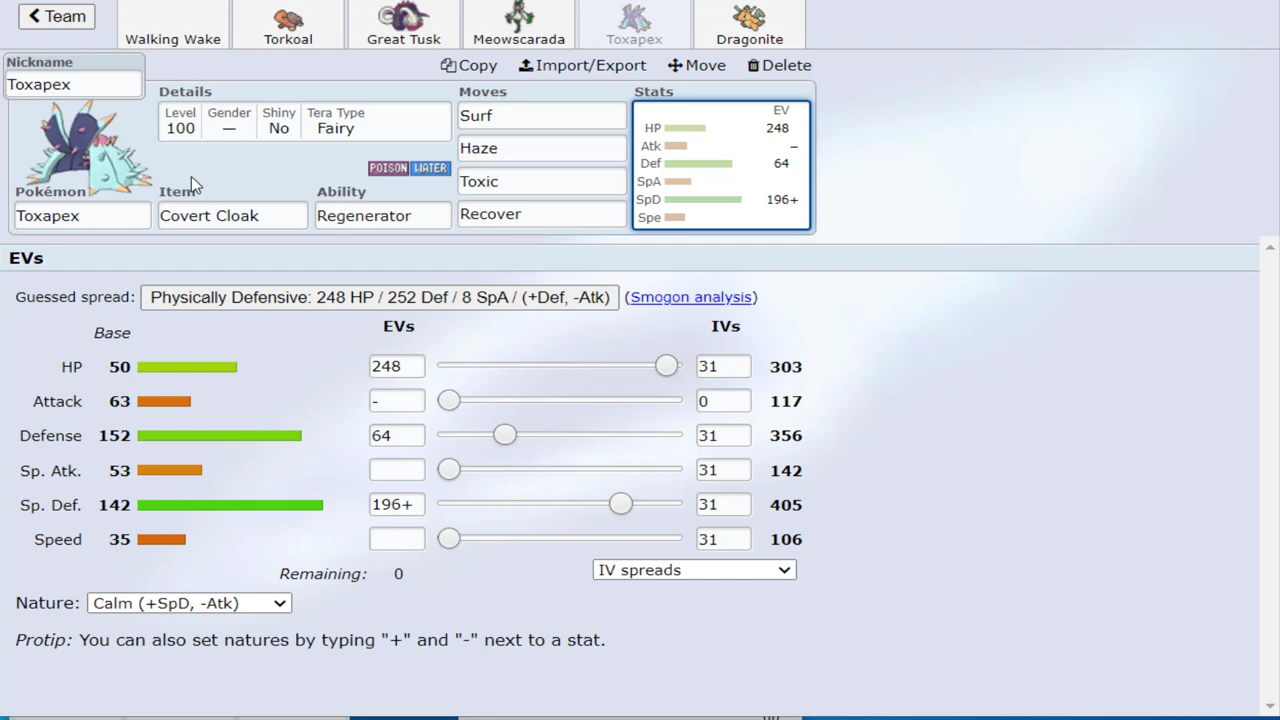 Team
Walking Wake
Torkoal
Great Tusk
Meowscarada
Toxapex
Dragonite
Copy Import/Export Move Delete
Nickname
Toxapex
Details
Level Gender Shiny Tera Type
100 — No Fairy
POISON WATER
Pokémon
Toxapex
Item
Covert Cloak
Ability
Regenerator
Moves
Surf
Haze
Toxic
Recover
Stats
EV
HP 248
Atk –
Def 64
SpA
SpD 196+
Spe
EVs
Guessed spread: Physically Defensive: 248 HP / 252 Def / 8 SpA / (+Def, -Atk) (Smogon analysis)
Base EVs IVs
HP 50 248 31 303
Attack 63 - 0 117
Defense 152 64 31 356
Sp. Atk. 53 31 142
Sp. Def. 142 196+ 31 405
Speed 35 31 106
Remaining: 0 IV spreads
Nature: Calm (+SpD, -Atk)
Protip: You can also set natures by typing "+" and "-" next to a stat.